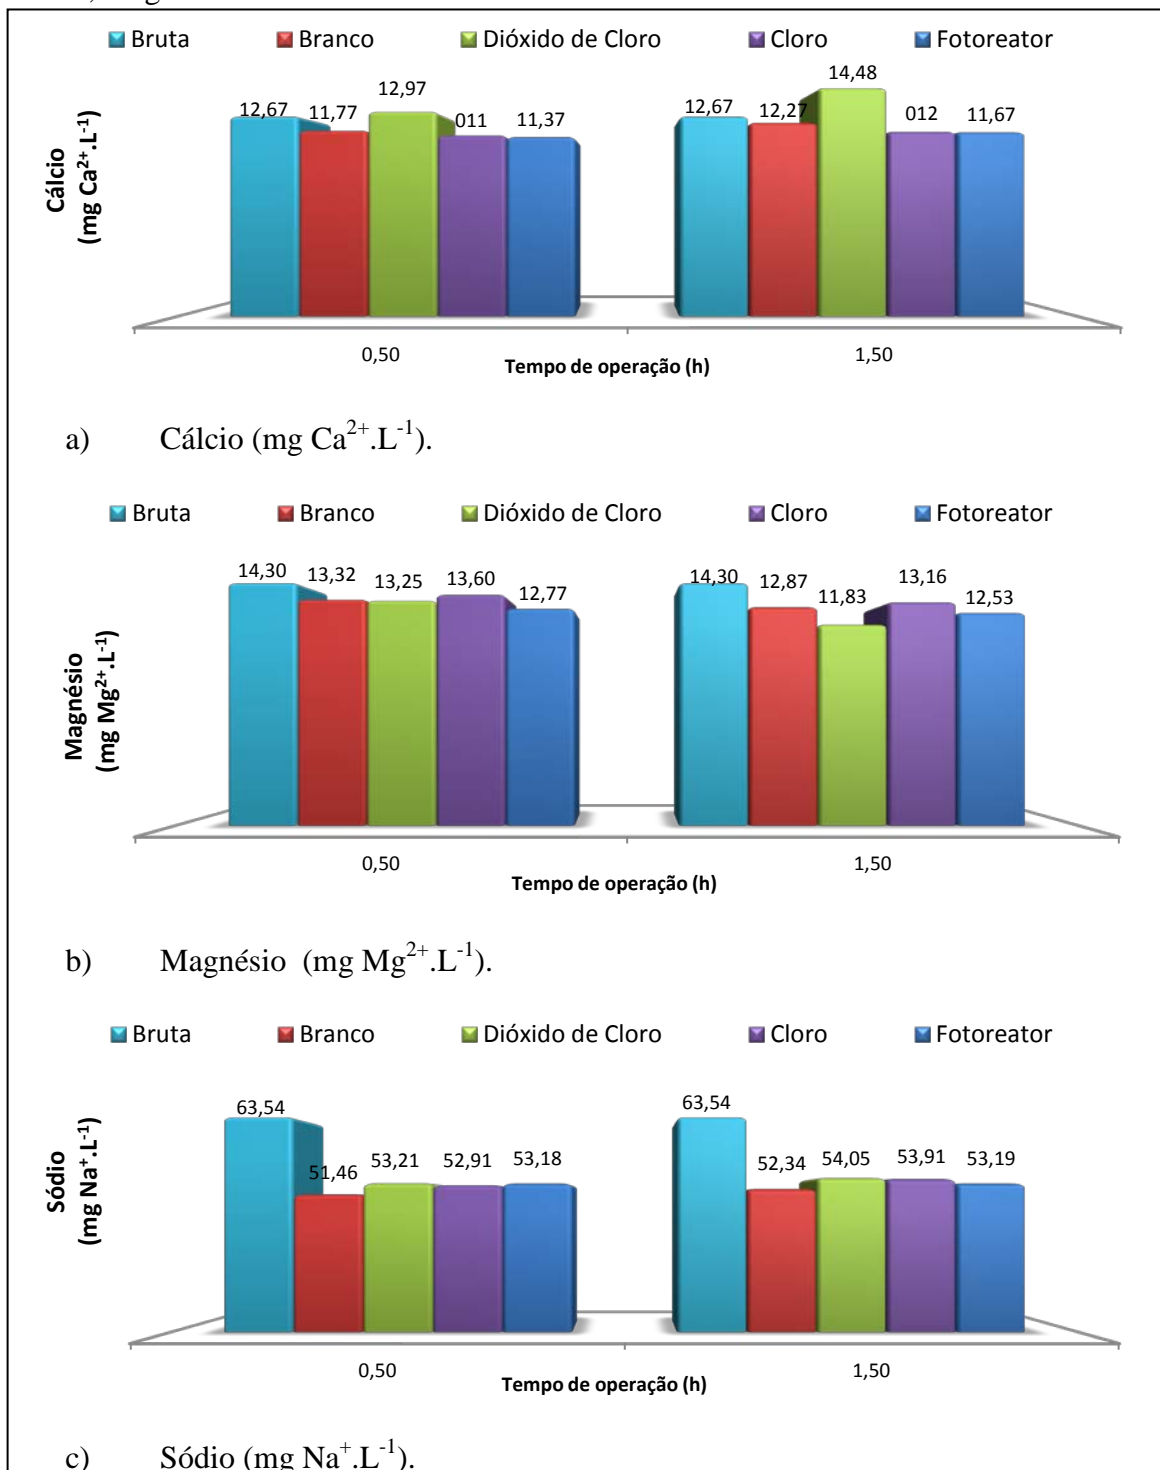 Bruta Branco Dióxido de Cloro Cloro Fotoreator
12,67 11,77 12,97 011 11,37 12,67 12,27 14,48 012 11,67
Cálcio
(mg Ca²⁺.L⁻¹)
0,50 1,50
Tempo de operação (h)
a) Cálcio (mg Ca²⁺.L⁻¹).
Bruta Branco Dióxido de Cloro Cloro Fotoreator
14,30 13,32 13,25 13,60 12,77 14,30 12,87 11,83 13,16 12,53
Magnésio
(mg Mg²⁺.L⁻¹)
0,50 1,50
Tempo de operação (h)
b) Magnésio (mg Mg²⁺.L⁻¹).
Bruta Branco Dióxido de Cloro Cloro Fotoreator
63,54 51,46 53,21 52,91 53,18 63,54 52,34 54,05 53,91 53,19
Sódio
(mg Na⁺.L⁻¹)
0,50 1,50
Tempo de operação (h)
c) Sódio (mg Na⁺.L⁻¹).